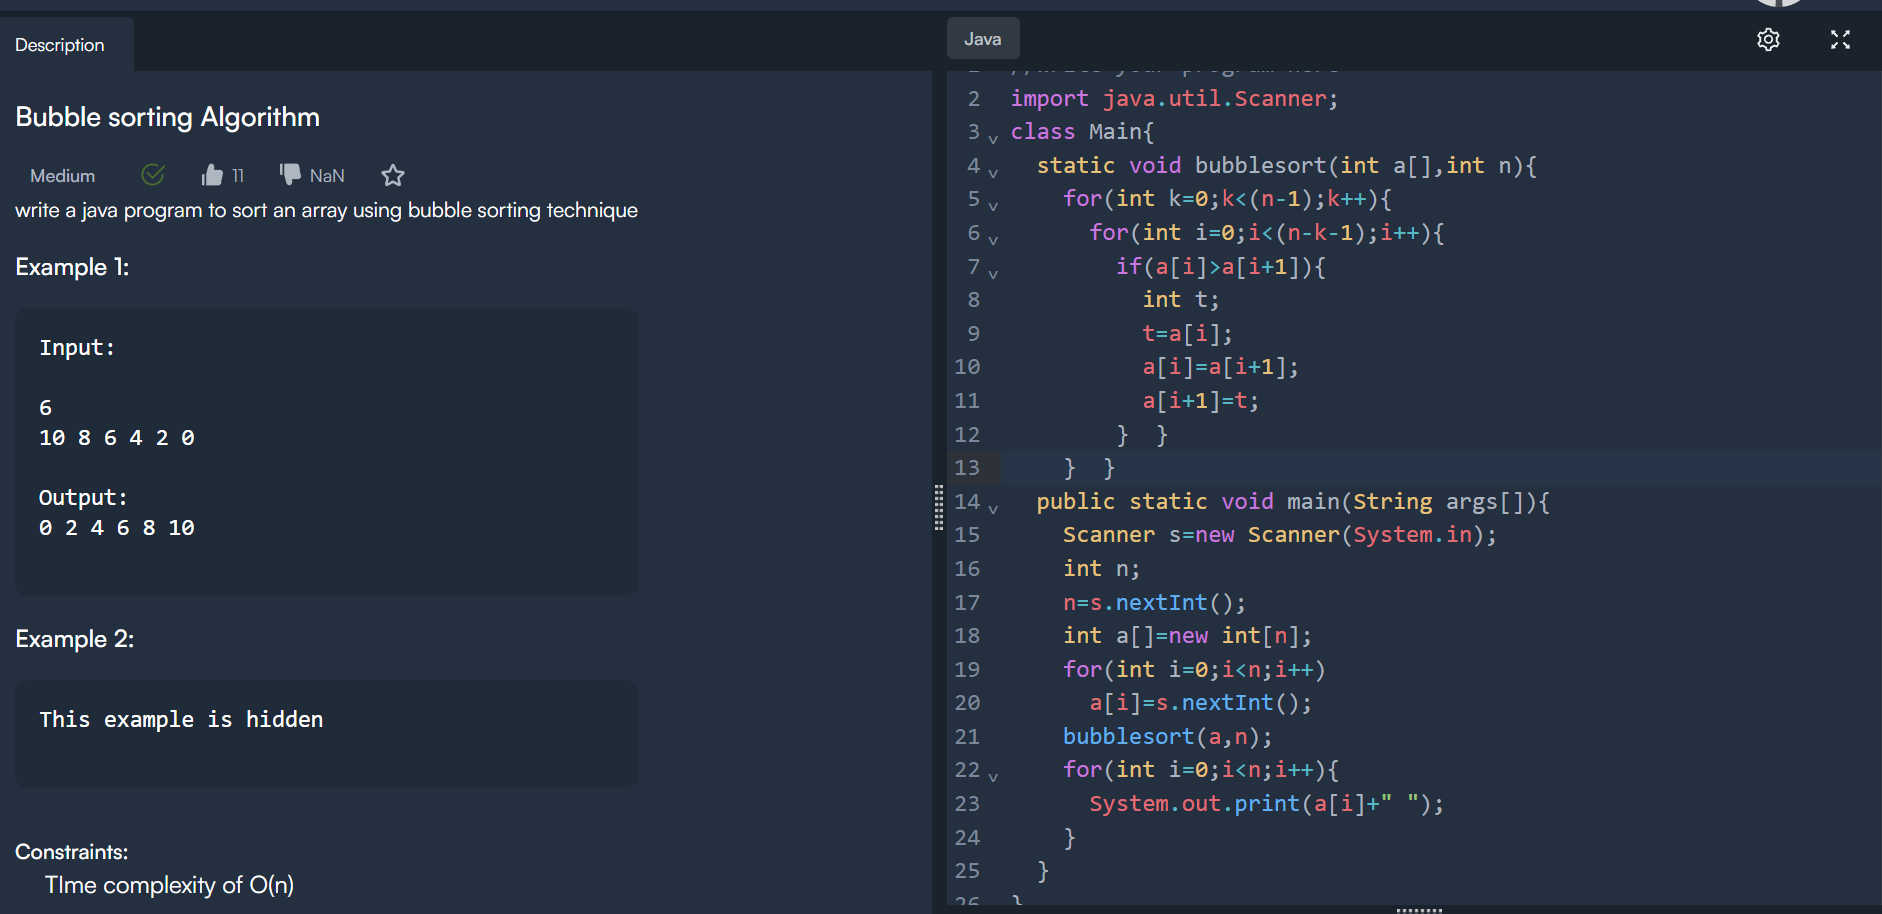 Description
Bubble sorting Algorithm
Medium 11 NaN
write a java program to sort an array using bubble sorting technique
Example 1:
Input:
6
10 8 6 4 2 0
Output:
0 2 4 6 8 10
Example 2:
This example is hidden
Constraints:
TIme complexity of O(n)
Java
2 import java.util.Scanner;
3 class Main{
4 static void bubblesort(int a[],int n){
5 for(int k=0;k<(n-1);k++){
6 for(int i=0;i<(n-k-1);i++){
7 if(a[i]>a[i+1]){
8 int t;
9 t=a[i];
10 a[i]=a[i+1];
11 a[i+1]=t;
12 } }
13 } }
14 public static void main(String args[]){
15 Scanner s=new Scanner(System.in);
16 int n;
17 n=s.nextInt();
18 int a[]=new int[n];
19 for(int i=0;i<n;i++)
20 a[i]=s.nextInt();
21 bubblesort(a,n);
22 for(int i=0;i<n;i++){
23 System.out.print(a[i]+" ");
24 }
25 }
26 }